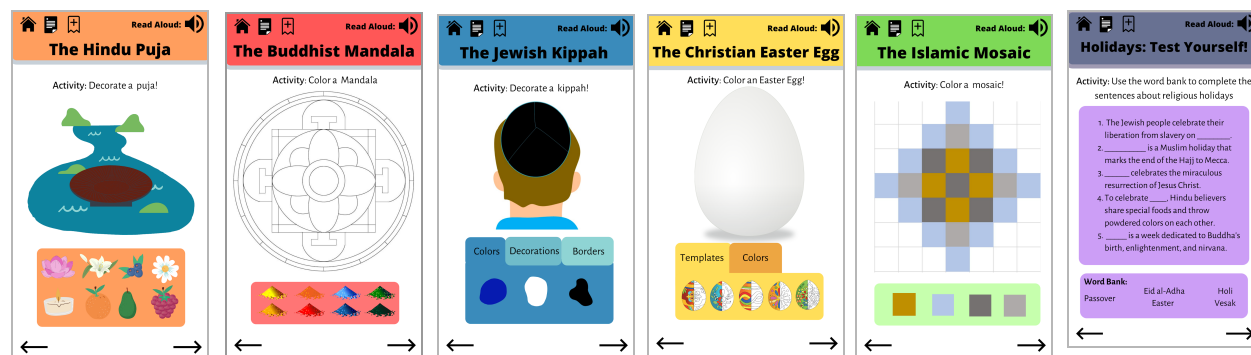 Read Aloud:
The Hindu Puja
Activity: Decorate a puja!
Read Aloud:
The Buddhist Mandala
Activity: Color a Mandala
Read Aloud:
The Jewish Kippah
Activity: Decorate a kippah!
Colors
Decorations
Borders
Read Aloud:
The Christian Easter Egg
Activity: Color an Easter Egg!
Templates
Colors
Read Aloud:
The Islamic Mosaic
Activity: Color a mosaic!
Read Aloud:
Holidays: Test Yourself!
Activity: Use the word bank to complete the
sentences about religious holidays
1. The Jewish people celebrate their
liberation from slavery on ________.
2. __________ is a Muslim holiday that
marks the end of the Hajj to Mecca.
3. ______ celebrates the miraculous
resurrection of Jesus Christ.
4. To celebrate ____, Hindu believers
share special foods and throw
powdered colors on each other.
5. _____ is a week dedicated to Buddha's
birth, enlightenment, and nirvana.
Word Bank:
Passover
Eid al-Adha
Easter
Holi
Vesak